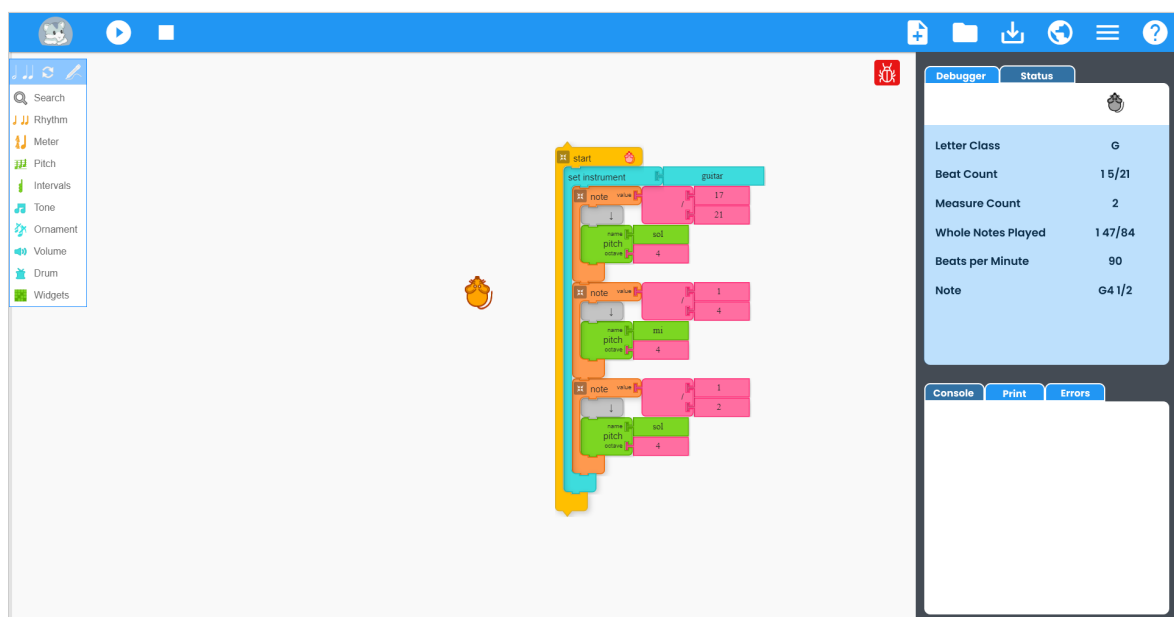 Search
Rhythm
Meter
Pitch
Intervals
Tone
Ornament
Volume
Drum
Widgets
start
set instrument guitar
note value / 17
21
↓
name sol
pitch
octave 4
note value / 1
4
↓
name mi
pitch
octave 4
note value / 1
2
↓
name sol
pitch
octave 4
Debugger Status
Letter Class G
Beat Count 1 5/21
Measure Count 2
Whole Notes Played 1 47/84
Beats per Minute 90
Note G4 1/2
Console Print Errors